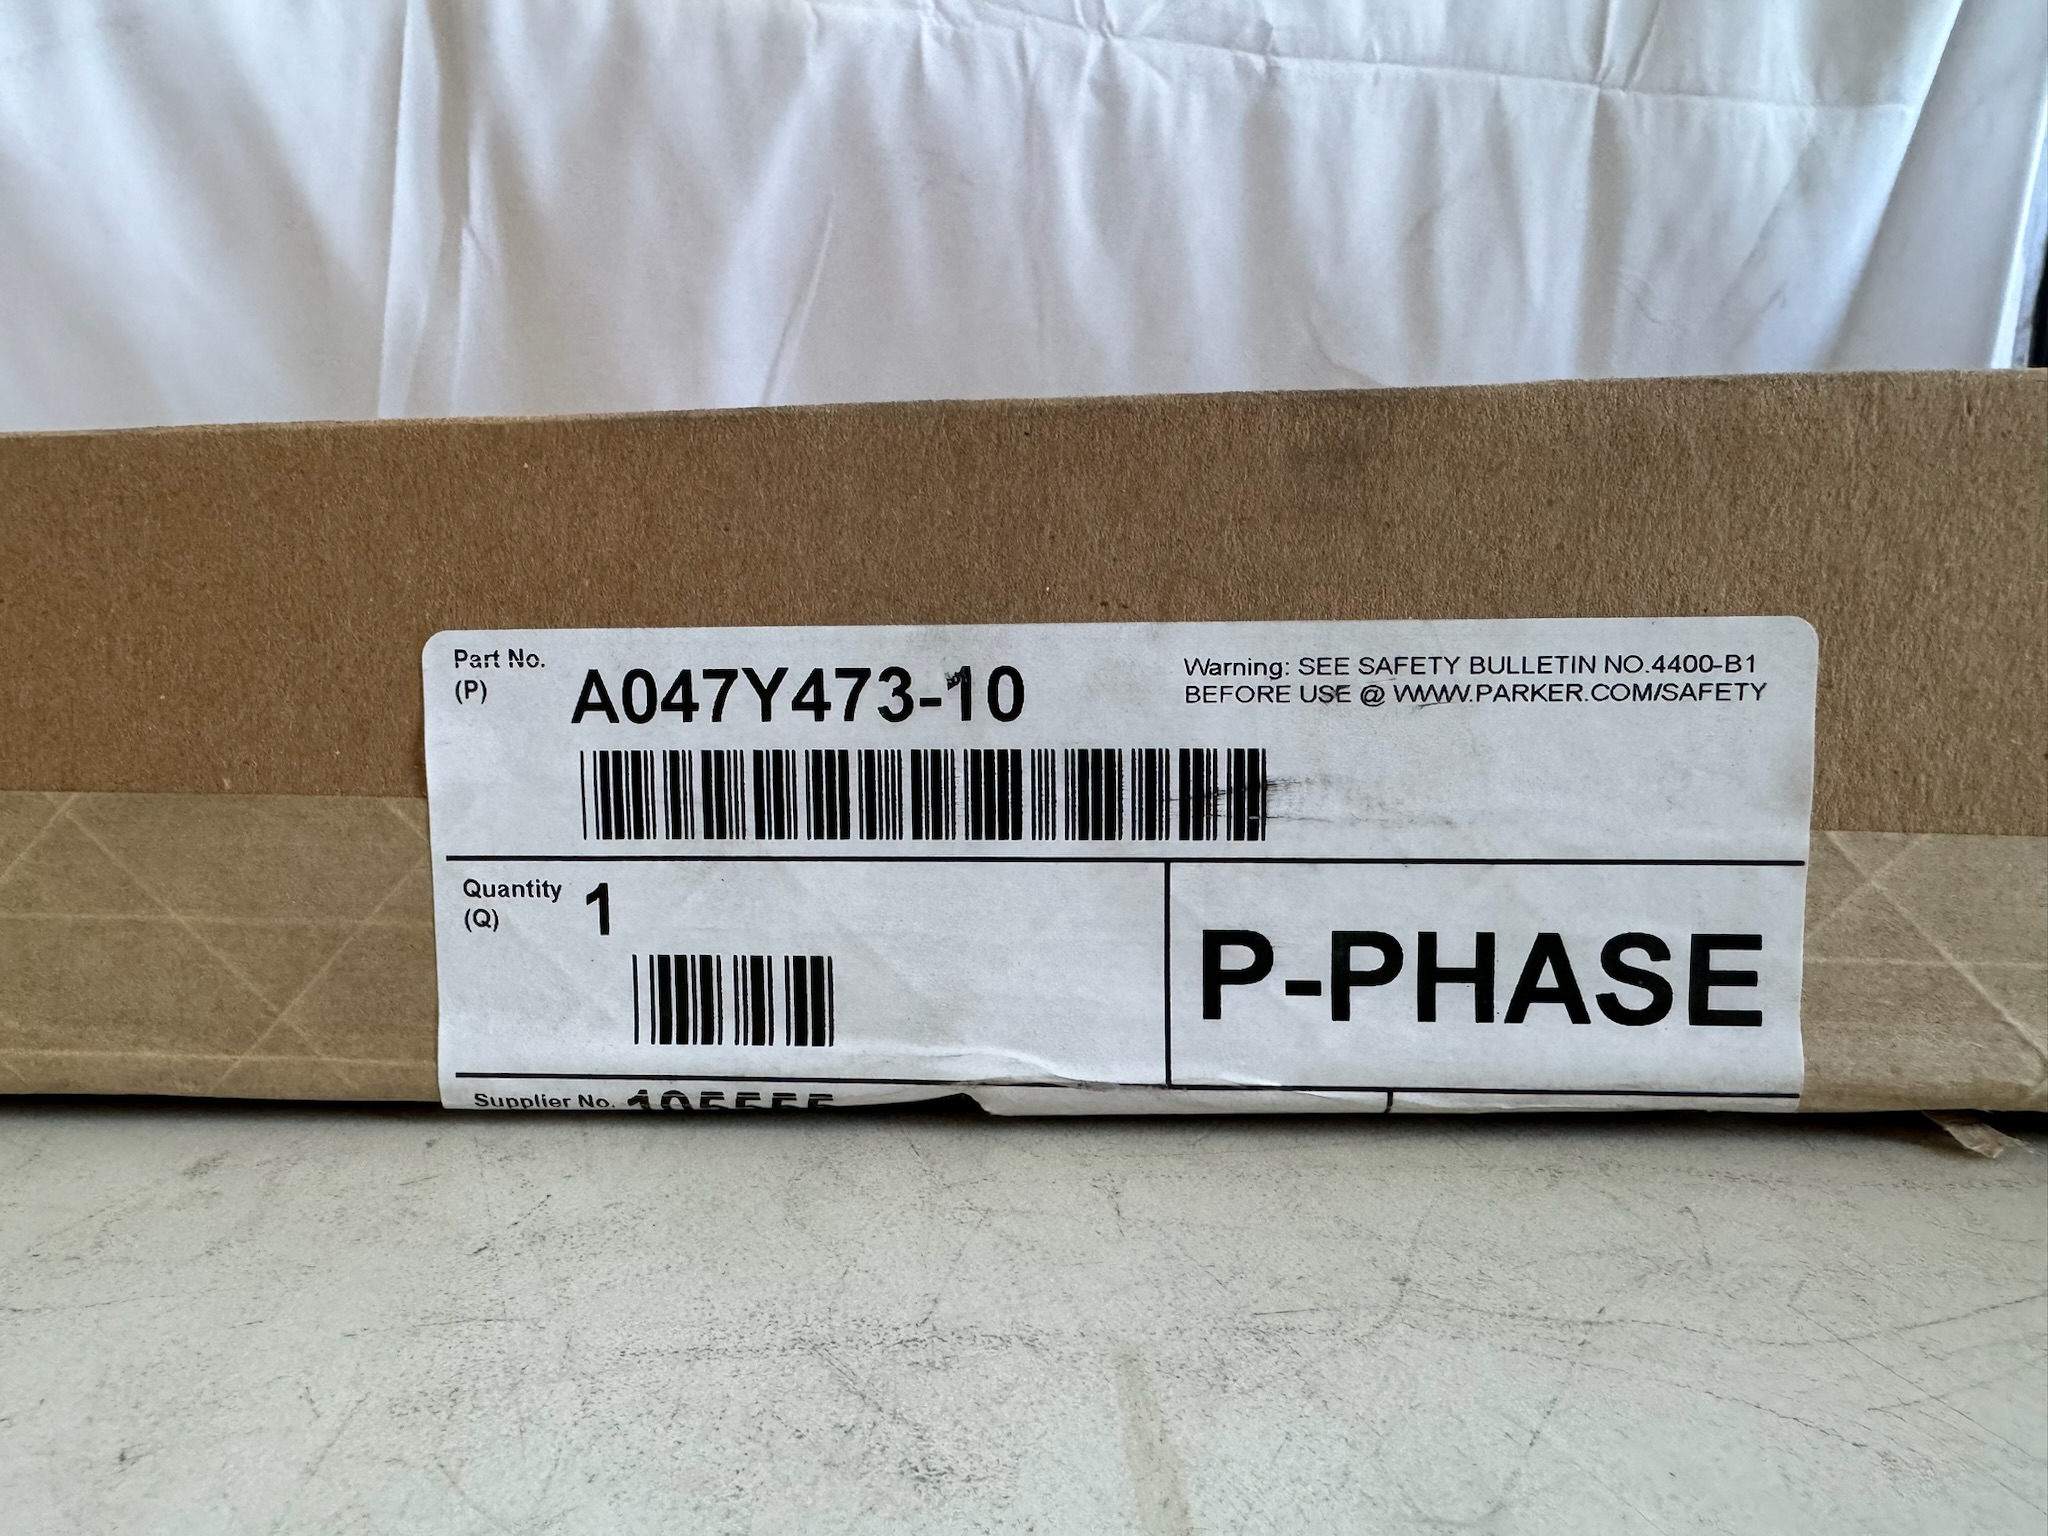 Part No.
(P)
A047Y473-10
Warning: SEE SAFETY BULLETIN NO.4400-B1
BEFORE USE @ WWW.PARKER.COM/SAFETY
Quantity
(Q)
1
P-PHASE
Supplier No.